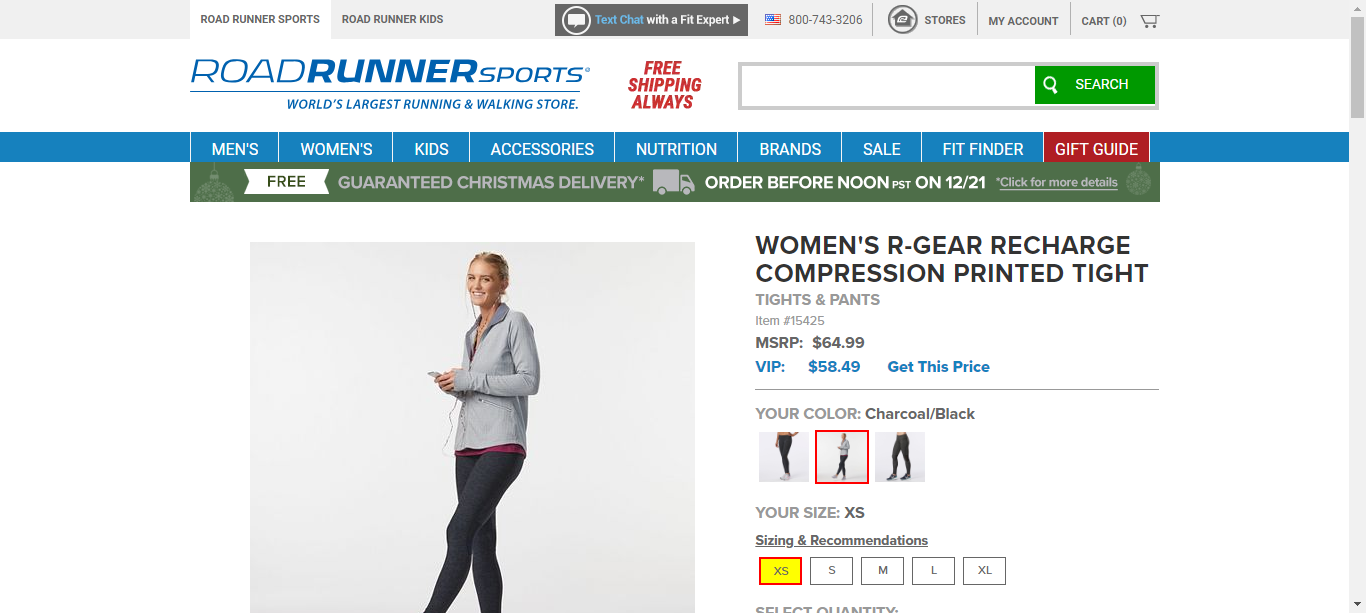 ROAD RUNNER SPORTS
ROAD RUNNER KIDS
Text Chat with a Fit Expert
800-743-3206
STORES
MY ACCOUNT
CART (0)
ROADRUNNERSPORTS®
WORLD'S LARGEST RUNNING & WALKING STORE.
FREE
SHIPPING
ALWAYS
SEARCH
MEN'S
WOMEN'S
KIDS
ACCESSORIES
NUTRITION
BRANDS
SALE
FIT FINDER
GIFT GUIDE
FREE GUARANTEED CHRISTMAS DELIVERY* ORDER BEFORE NOON PST ON 12/21 *Click for more details
WOMEN'S R-GEAR RECHARGE
COMPRESSION PRINTED TIGHT
TIGHTS & PANTS
Item #15425
MSRP: $64.99
VIP: $58.49 Get This Price
YOUR COLOR: Charcoal/Black
YOUR SIZE: XS
Sizing & Recommendations
XS S M L XL
SELECT QUANTITY: